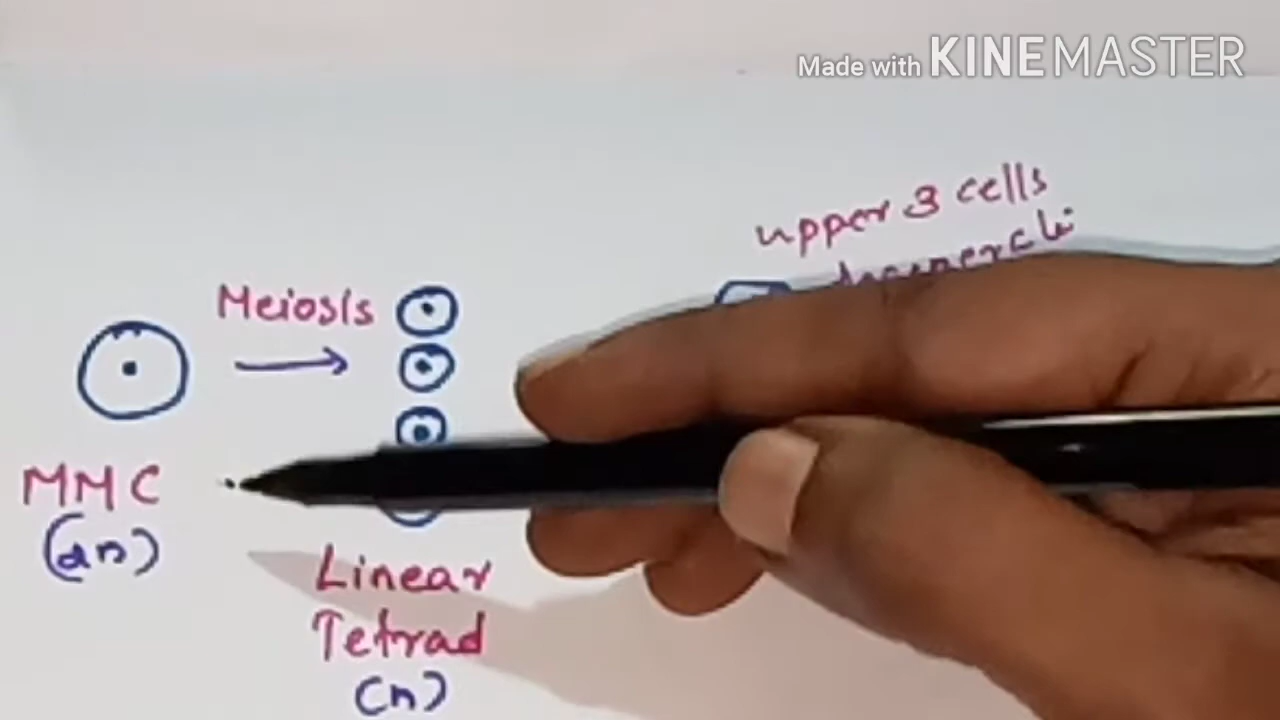 Made with KINEMASTER
upper 3 cells
Meiosis
MMC
(2n)
Linear
Tetrad
(n)